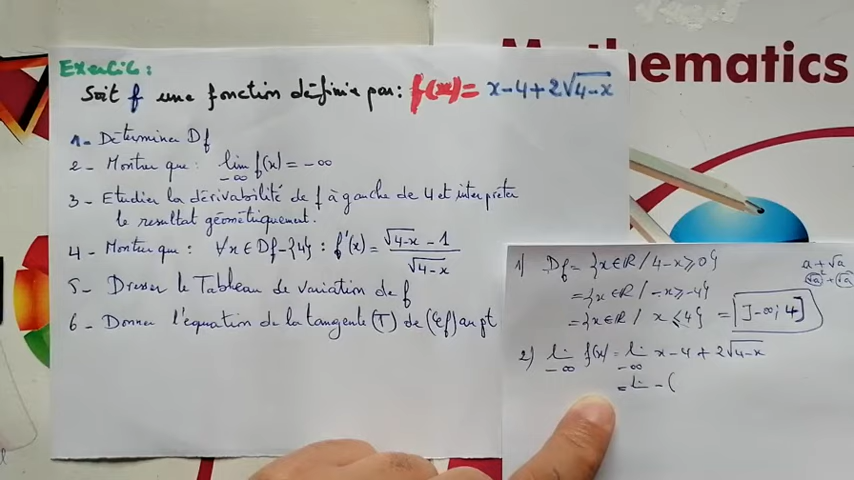 Mathematics
Exercice :
Soit f une fonction définie par : f(x) = x-4+2√(4-x)
1- Déterminer Df
2- Montrer que : lim f(x) = -∞
-∞
3- Etudier la dérivabilité de f à gauche de 4 et interpréter
le resultat géométiquement.
4- Montrer que : ∀x∈Df-{4} : f'(x) = (√(4-x) - 1)/√(4-x)
5- Dresser le Tableau de variation de f
6- Donner l'équation de la tangente (T) de (Cf) au pt
1) Df = {x∈ℝ / 4-x⩾0}
= {x∈ℝ / -x⩾-4}
= {x∈ℝ / x⩽4} = ]-∞; 4]
a + √a
√a² + √a
2) lim f(x) = lim x-4 + 2√(4-x)
-∞ -∞
= lim - (